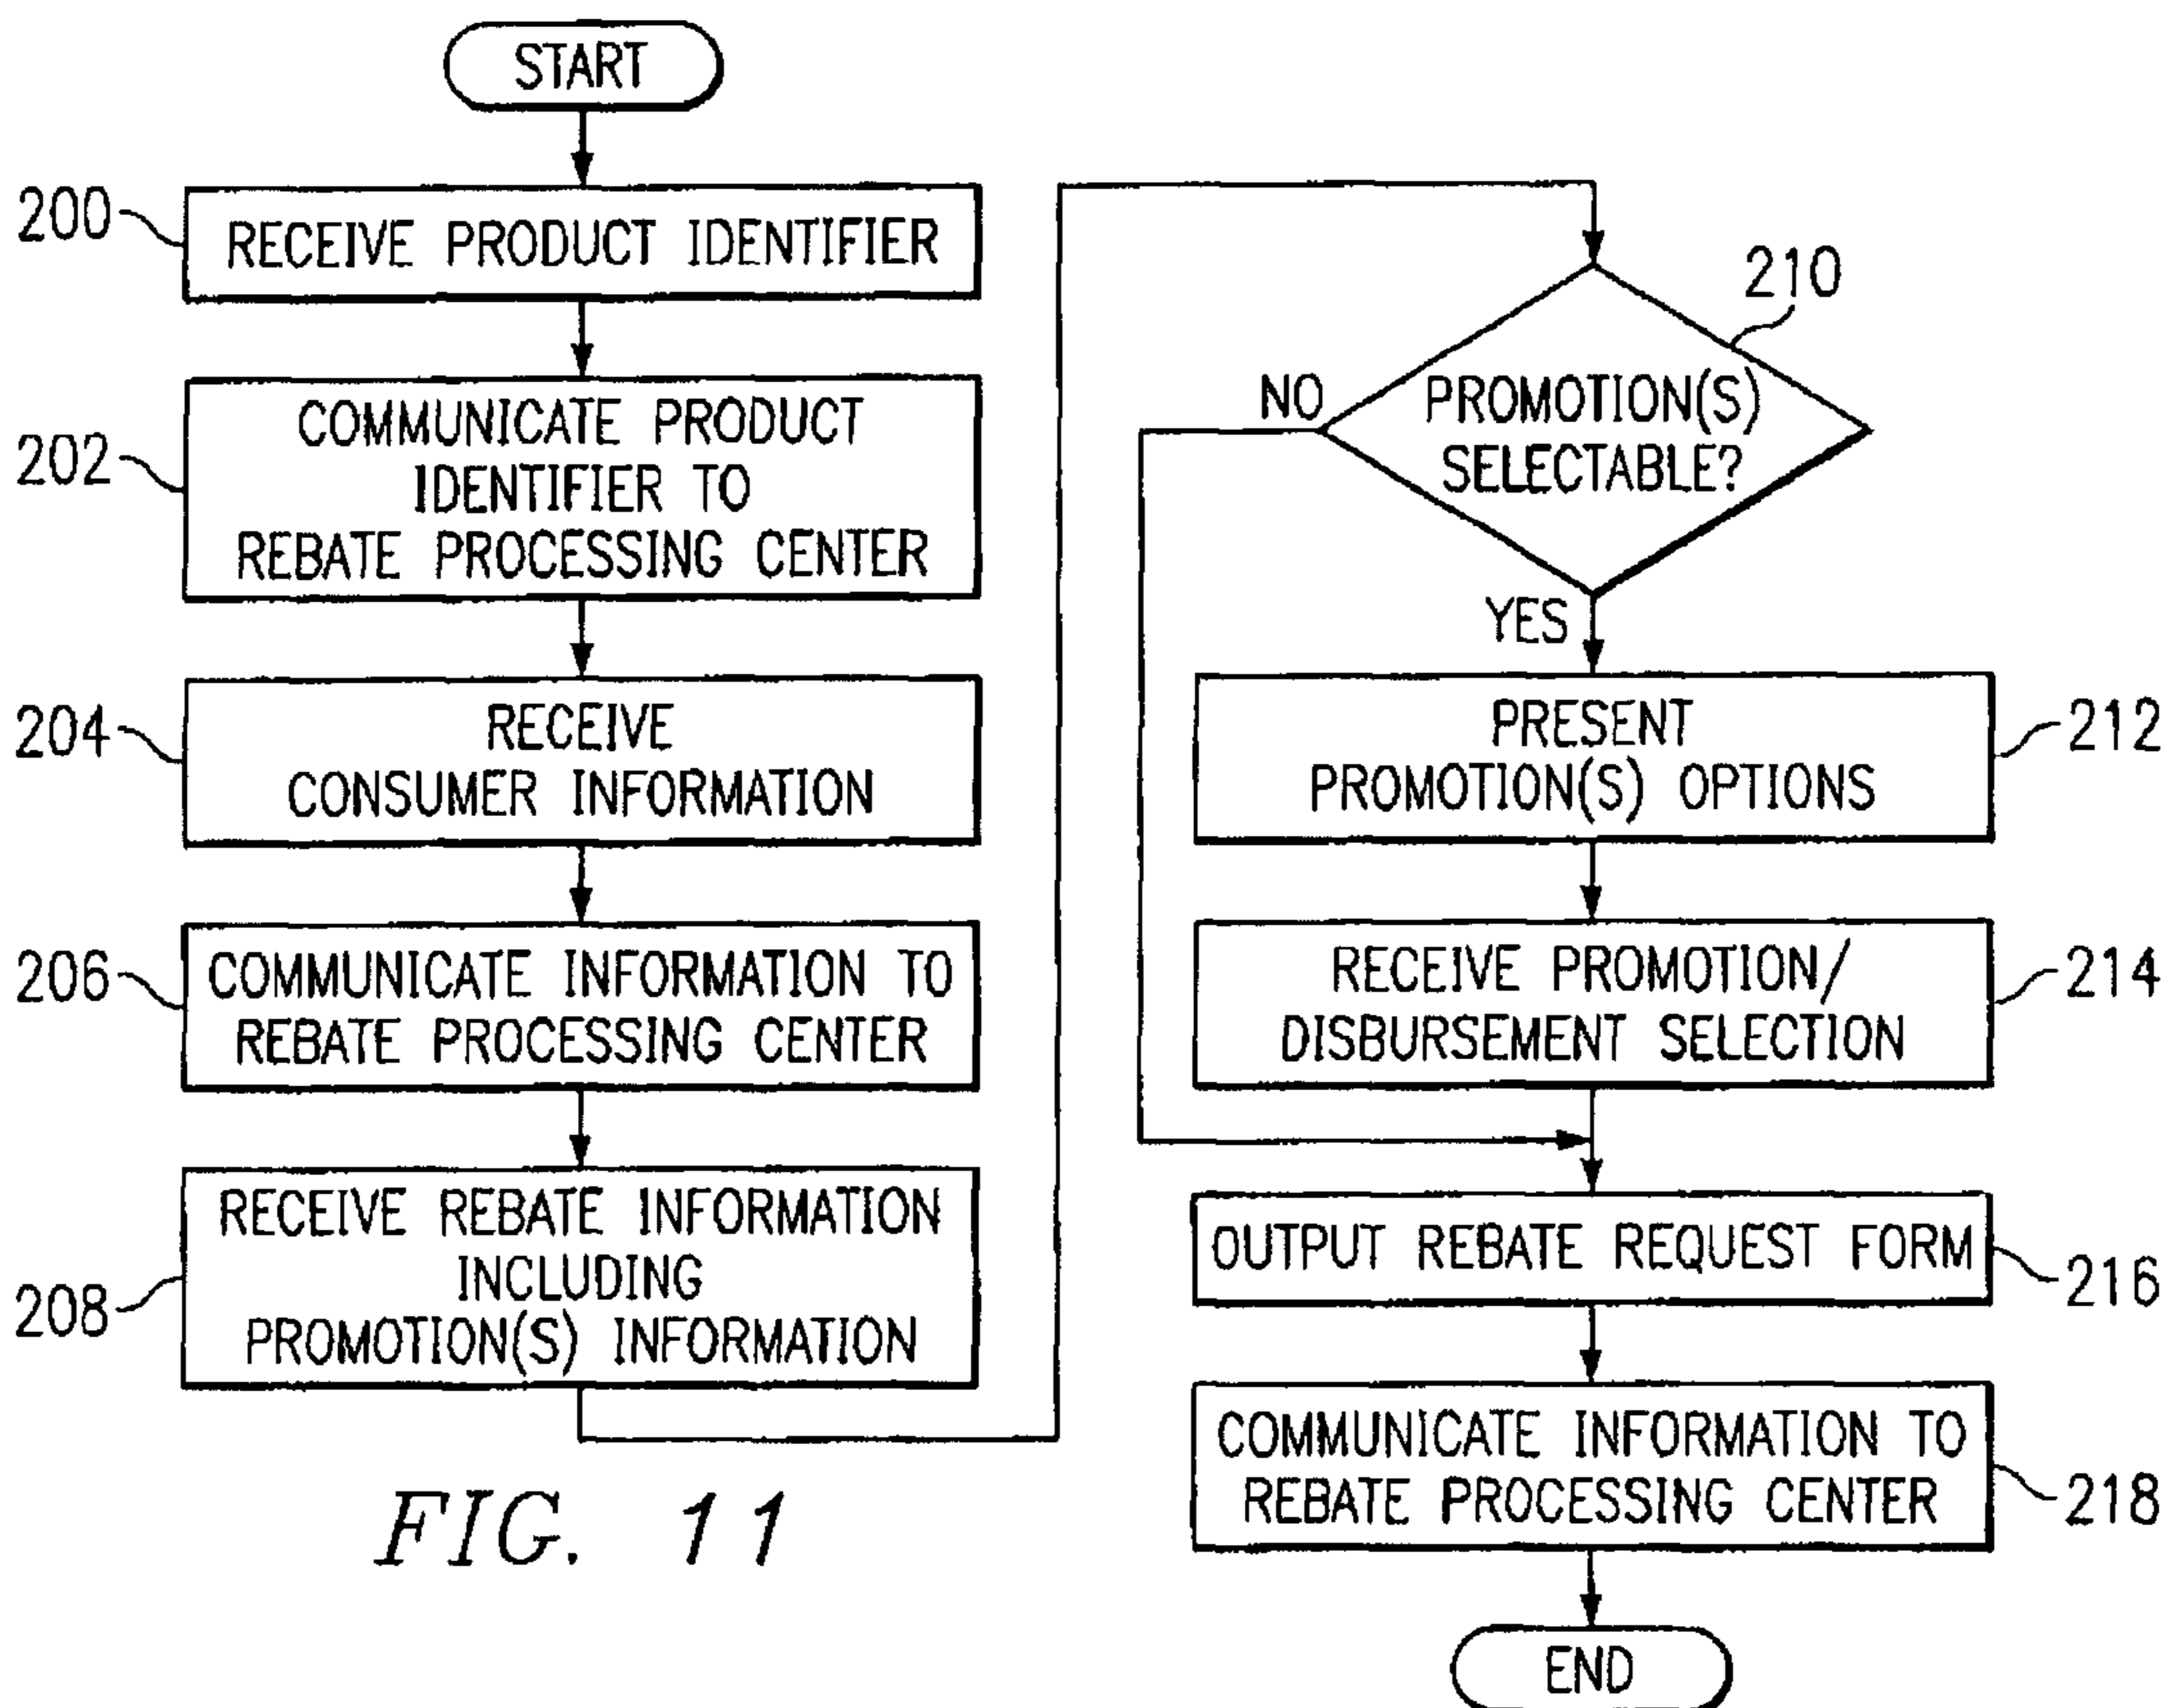 START
200
RECEIVE PRODUCT IDENTIFIER
202
COMMUNICATE PRODUCT
IDENTIFIER TO
REBATE PROCESSING CENTER
204
RECEIVE
CONSUMER INFORMATION
206
COMMUNICATE INFORMATION TO
REBATE PROCESSING CENTER
208
RECEIVE REBATE INFORMATION
INCLUDING
PROMOTION(S) INFORMATION
210
NO
PROMOTION(S)
SELECTABLE?
YES
PRESENT
PROMOTION(S) OPTIONS
212
RECEIVE PROMOTION/
DISBURSEMENT SELECTION
214
OUTPUT REBATE REQUEST FORM
216
COMMUNICATE INFORMATION TO
REBATE PROCESSING CENTER
218
END
FIG. 11